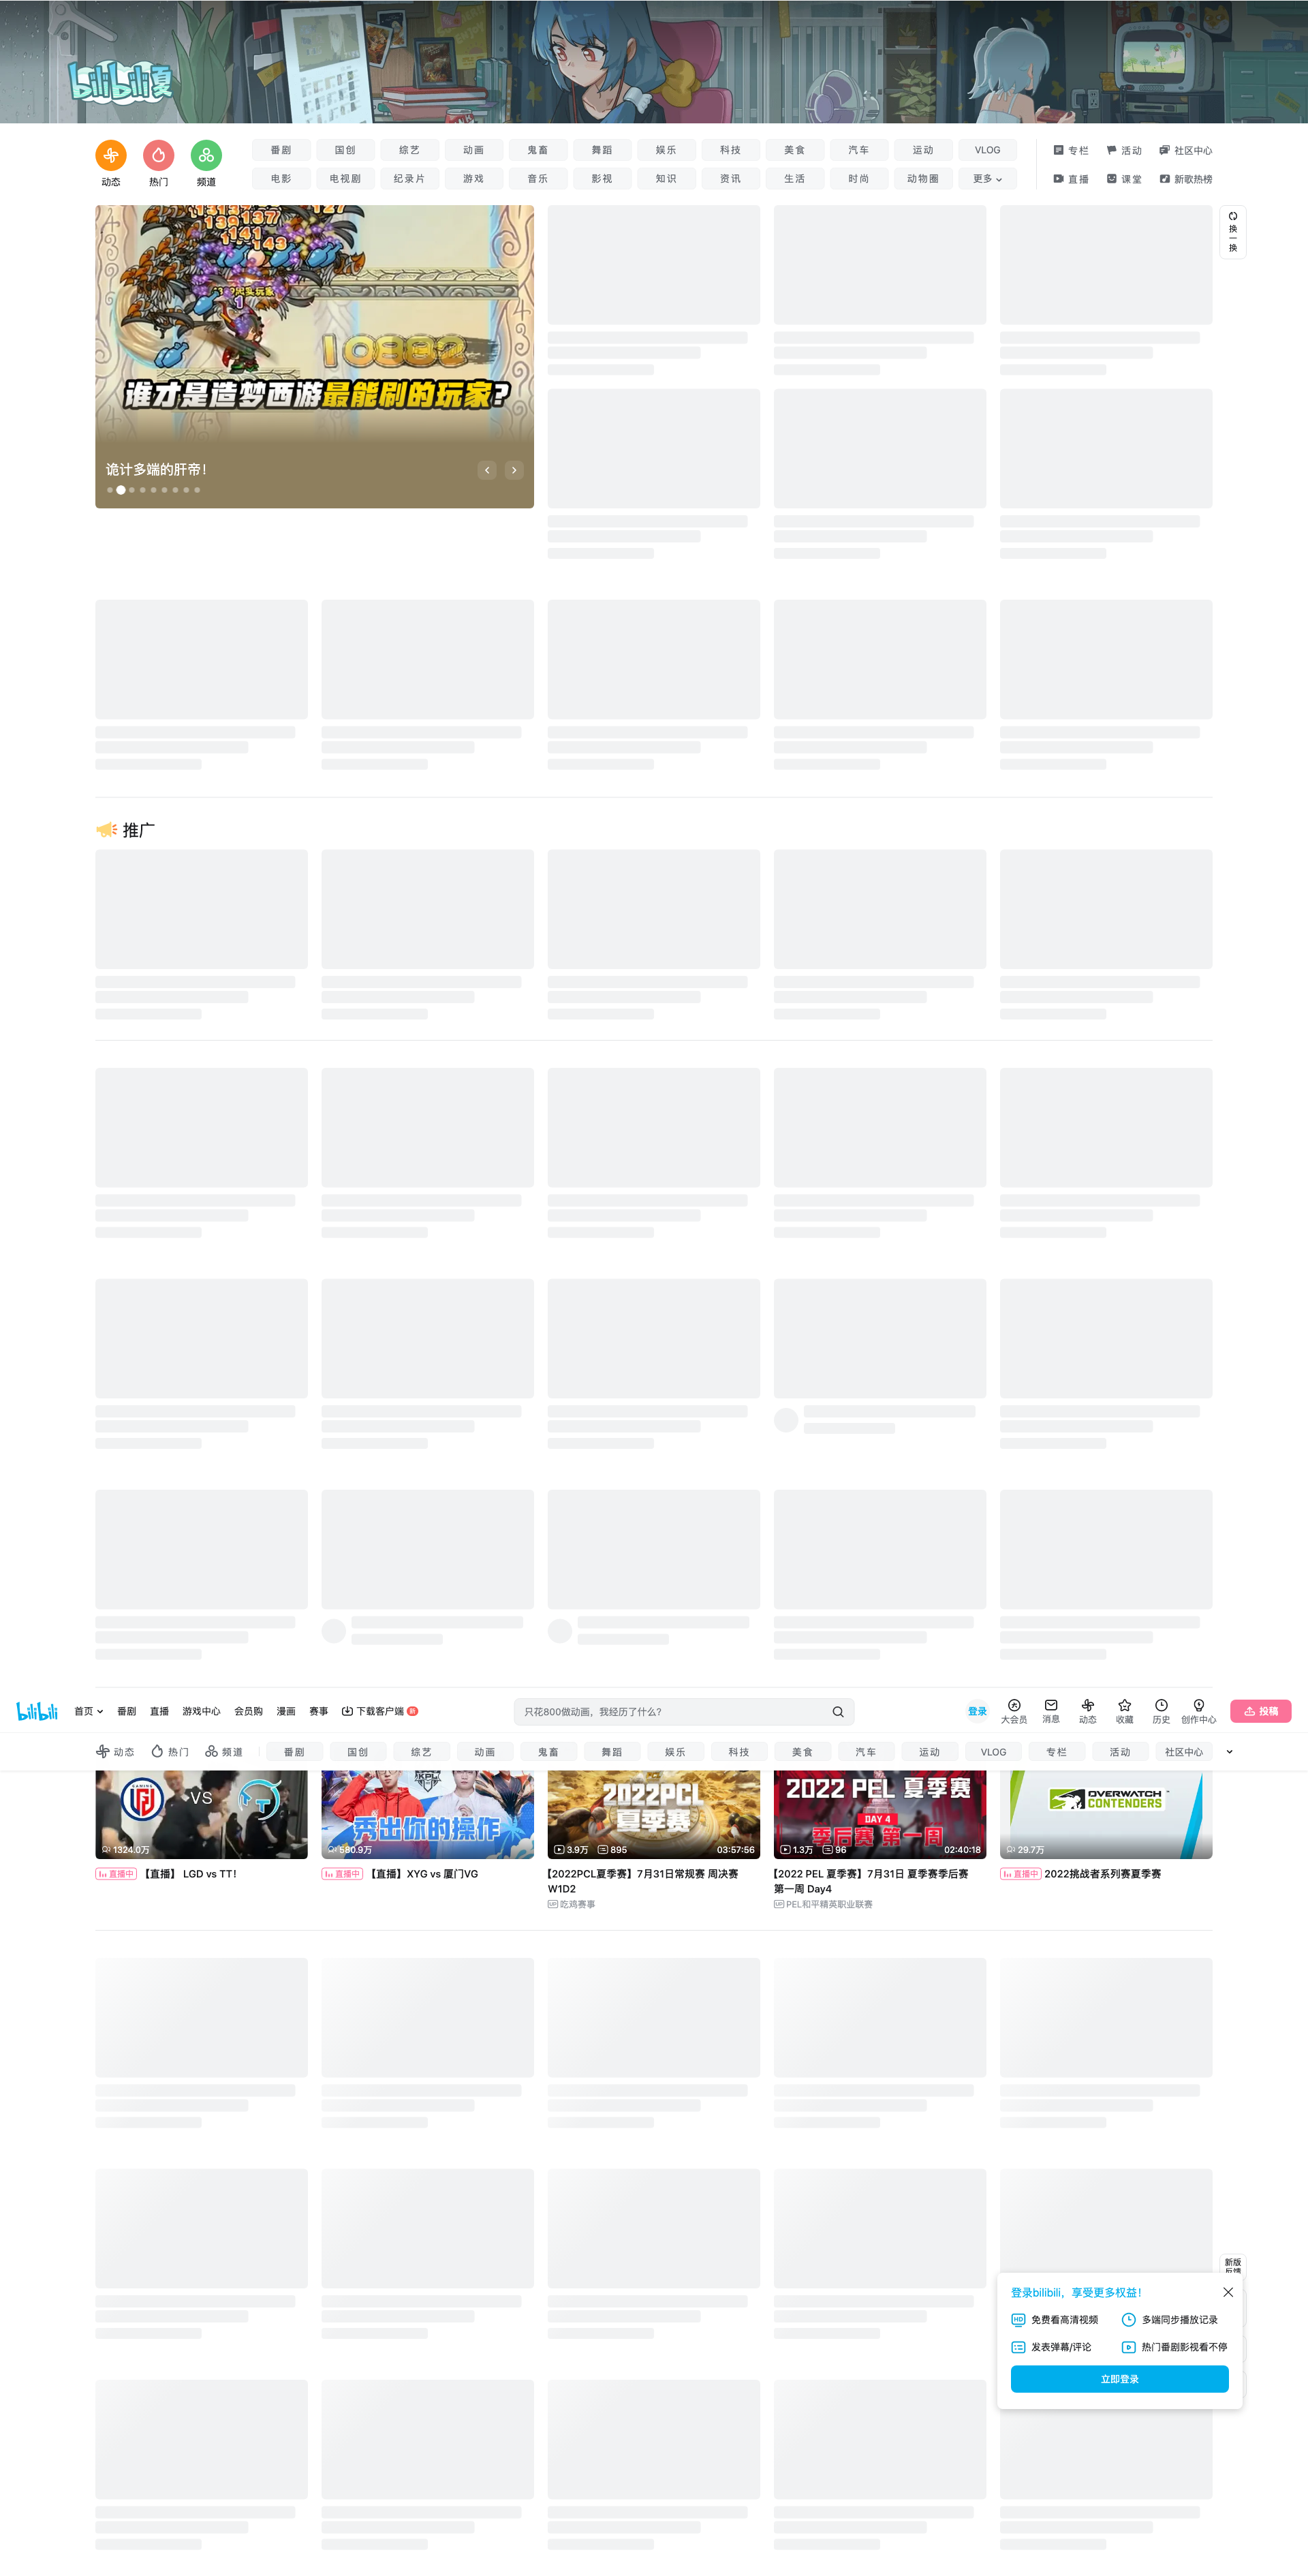 bilibili夏
动态
热门
频道
番剧
国创
综艺
动画
鬼畜
舞蹈
娱乐
科技
美食
汽车
运动
VLOG
电影
电视剧
纪录片
游戏
音乐
影视
知识
资讯
生活
时尚
动物圈
更多
专栏
活动
社区中心
直播
课堂
新歌热榜
139137
141
143
10882
谁才是造梦西游最能刷的玩家?
诡计多端的肝帝!
换一换
推广
bilibili
首页
番剧
直播
游戏中心
会员购
漫画
赛事
下载客户端
只花800做动画，我经历了什么?
登录
大会员
消息
动态
收藏
历史
创作中心
投稿
动态
热门
频道
番剧
国创
综艺
动画
鬼畜
舞蹈
娱乐
科技
美食
汽车
运动
VLOG
专栏
活动
社区中心
GAMING
VS
1324.0万
直播中
【直播】 LGD vs TT!
KPL
秀出你的操作
580.9万
直播中
【直播】XYG vs 厦门VG
2022PCL
夏季赛
3.9万
895
03:57:56
【2022PCL夏季赛】7月31日常规赛 周决赛
W1D2
吃鸡赛事
2022 PEL 夏季赛
DAY 4
季后赛 第一周
1.3万
96
02:40:18
【2022 PEL 夏季赛】7月31日 夏季赛季后赛
第一周 Day4
PEL和平精英职业联赛
OVERWATCH
CONTENDERS
29.7万
直播中
2022挑战者系列赛夏季赛
新版
反馈
登录bilibili，享受更多权益!
HD
免费看高清视频
多端同步播放记录
发表弹幕/评论
热门番剧影视看不停
立即登录